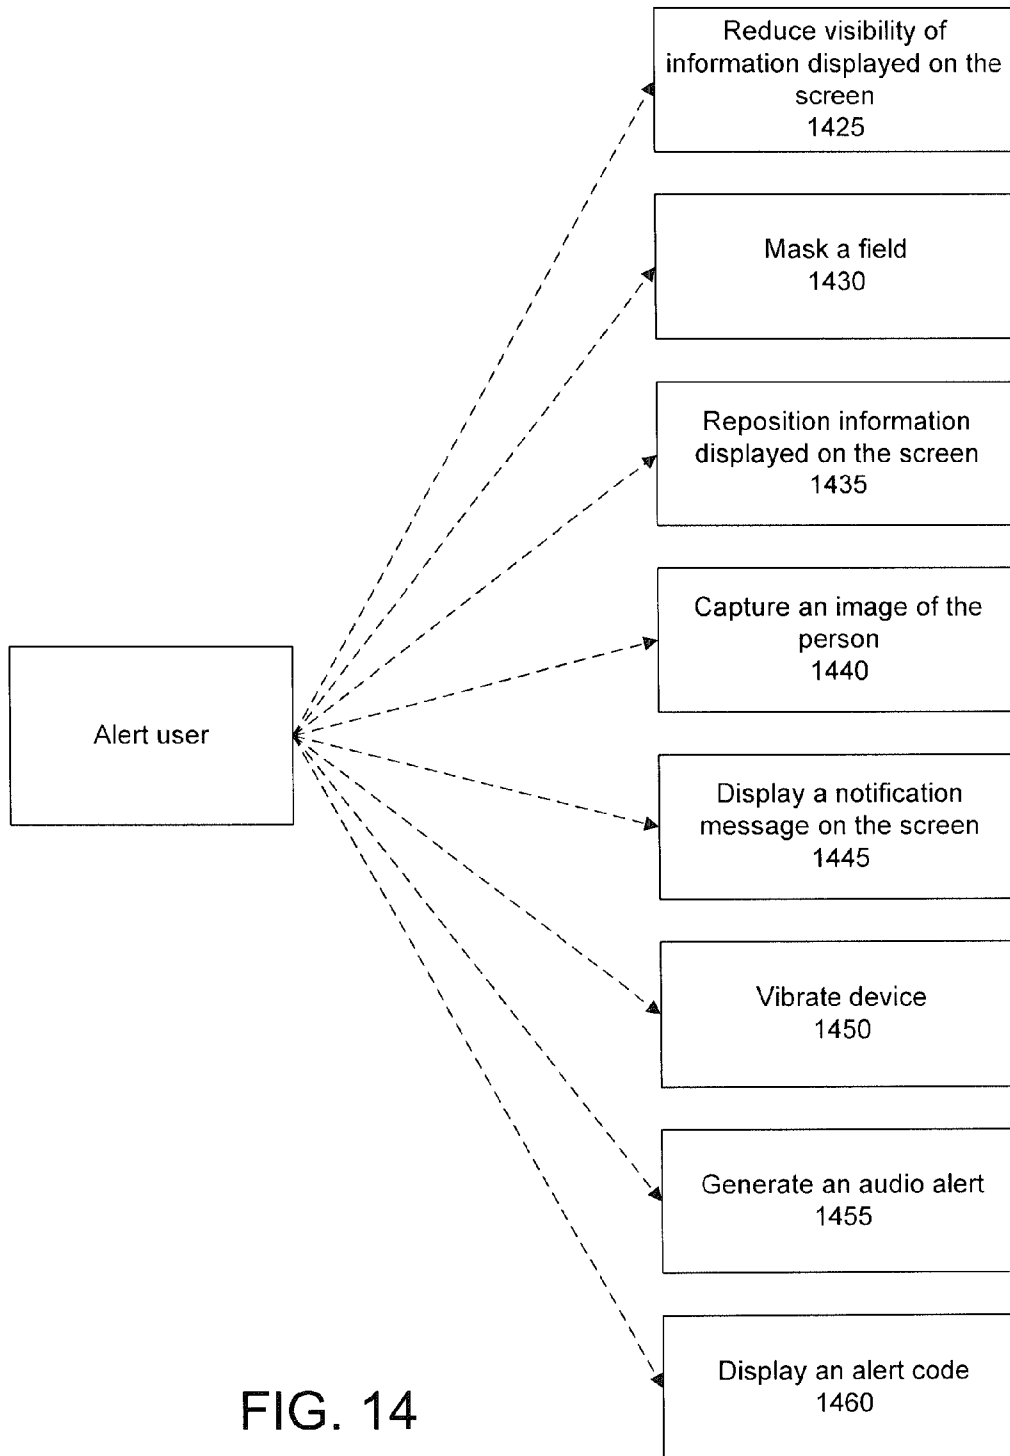 Reduce visibility of
information displayed on the
screen
1425
Mask a field
1430
Reposition information
displayed on the screen
1435
Capture an image of the
person
1440
Alert user
Display a notification
message on the screen
1445
Vibrate device
1450
Generate an audio alert
1455
Display an alert code
1460
FIG. 14